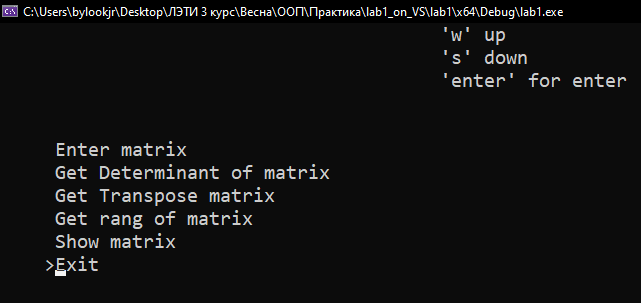 C:\Users\bylookjr\Desktop\ЛЭТИ 3 курс\Весна\ООП\Практика\lab1_on_VS\lab1\x64\Debug\lab1.exe
'w' up
's' down
'enter' for enter
Enter matrix
Get Determinant of matrix
Get Transpose matrix
Get rang of matrix
Show matrix
>Exit